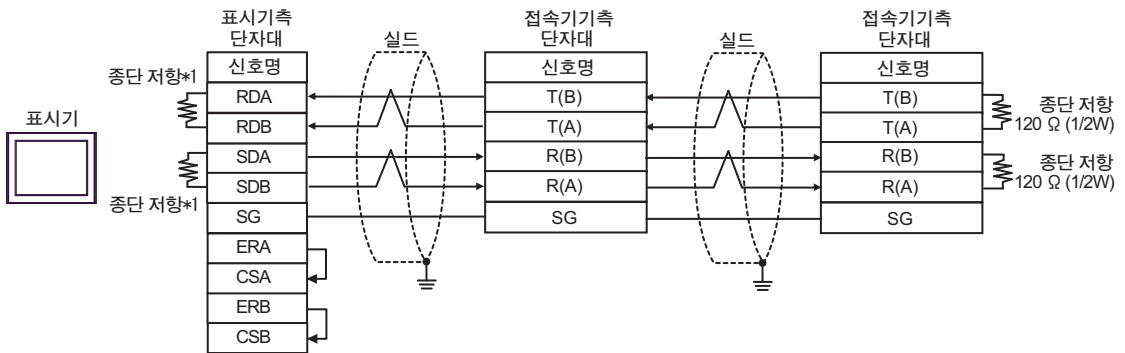 표시기
종단 저항*1
종단 저항*1
표시기측
단자대
신호명
RDA
RDB
SDA
SDB
SG
ERA
CSA
ERB
CSB
실드
접속기기측
단자대
신호명
T(B)
T(A)
R(B)
R(A)
SG
실드
접속기기측
단자대
신호명
T(B)
T(A)
R(B)
R(A)
SG
종단 저항
120 Ω (1/2W)
종단 저항
120 Ω (1/2W)